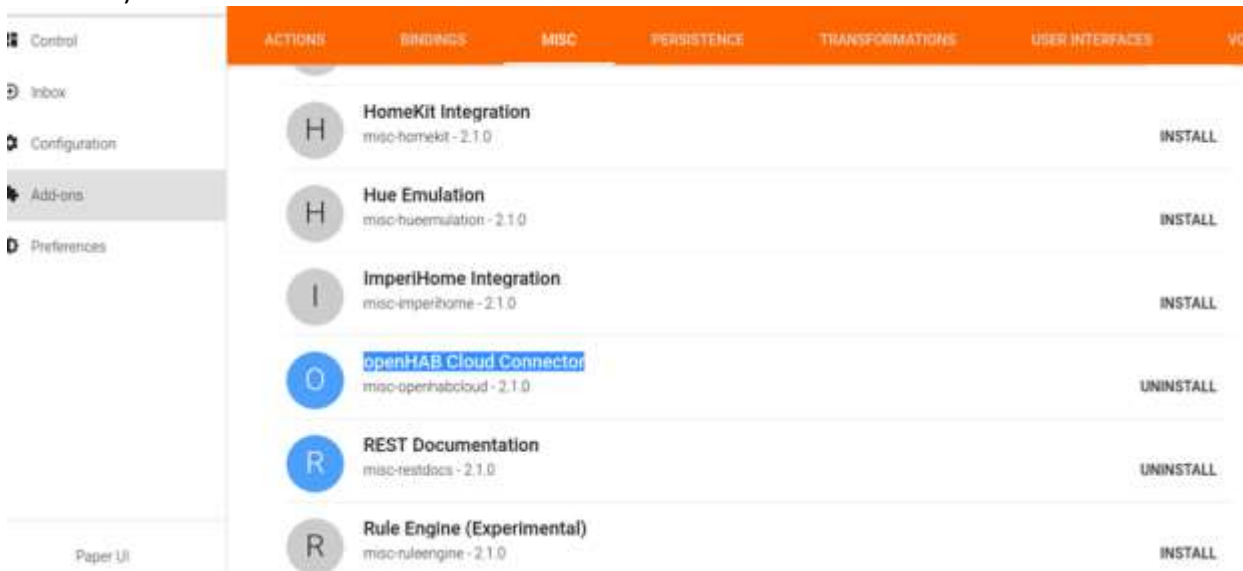 Control
Inbox
Configuration
Add-ons
Preferences
Paper UI
ACTIONS BINDINGS MISC PERSISTENCE TRANSFORMATIONS USER INTERFACES VO
H
HomeKit Integration
misc-homekit - 2.1.0
INSTALL
H
Hue Emulation
misc-hueemulation - 2.1.0
INSTALL
I
ImperiHome Integration
misc-imperihome - 2.1.0
INSTALL
O
openHAB Cloud Connector
misc-openhabcloud - 2.1.0
UNINSTALL
R
REST Documentation
misc-restdocs - 2.1.0
UNINSTALL
R
Rule Engine (Experimental)
misc-ruleengine - 2.1.0
INSTALL